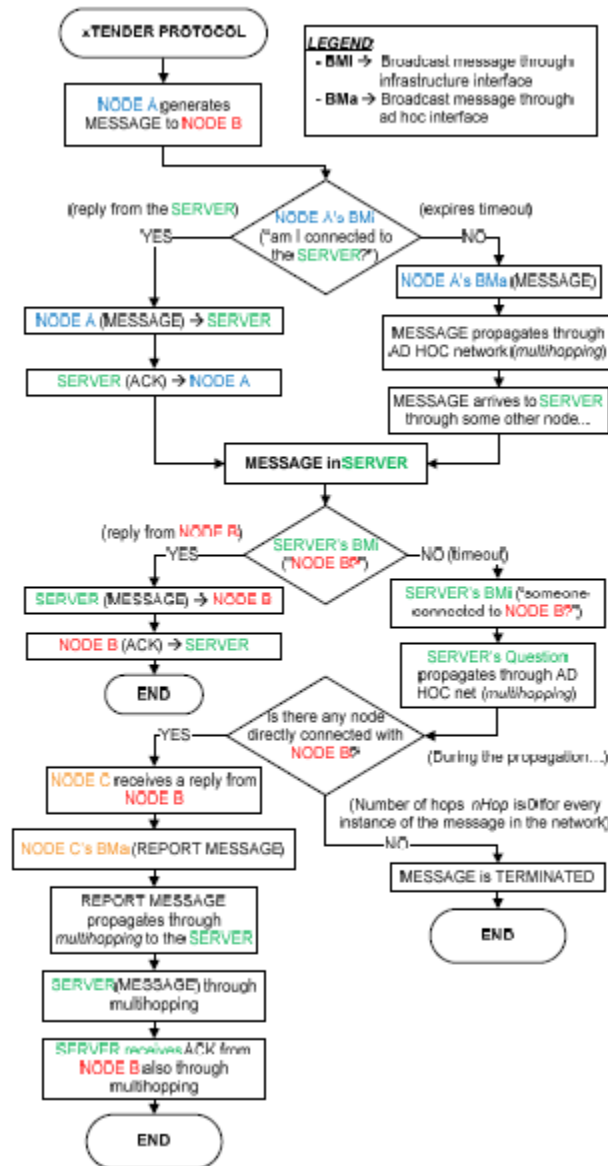 xTENDER PROTOCOL
LEGEND:
- BMi → Broadcast message through
infrastructure interface
- BMa → Broadcast message through
ad hoc interface
NODE A generates
MESSAGE to NODE B
(reply from the SERVER)
YES
NODE A's BMi
("am I connected to
the SERVER?")
(expires timeout)
NO
NODE A (MESSAGE) → SERVER
SERVER (ACK) → NODE A
NODE A's BMa (MESSAGE)
MESSAGE propagates through
AD HOC network (multihopping)
MESSAGE arrives to SERVER
through some other node...
MESSAGE in SERVER
(reply from NODE B)
YES
SERVER's BMi
("NODE B?")
NO (timeout)
SERVER (MESSAGE) → NODE B
NODE B (ACK) → SERVER
END
SERVER's BMi ("someone
connected to NODE B?")
SERVER's Question
propagates through AD
HOC net (multihopping)
YES
Is there any node
directly connected with
NODE B?
(During the propagation...)
NODE C receives a reply from
NODE B
NODE C's BMa (REPORT MESSAGE)
REPORT MESSAGE
propagates through
multihopping to the SERVER
SERVER (MESSAGE) through
multihopping
SERVER receives ACK from
NODE B also through
multihopping
END
(Number of hops nHop is 0 for every
instance of the message in the network)
NO
MESSAGE is TERMINATED
END